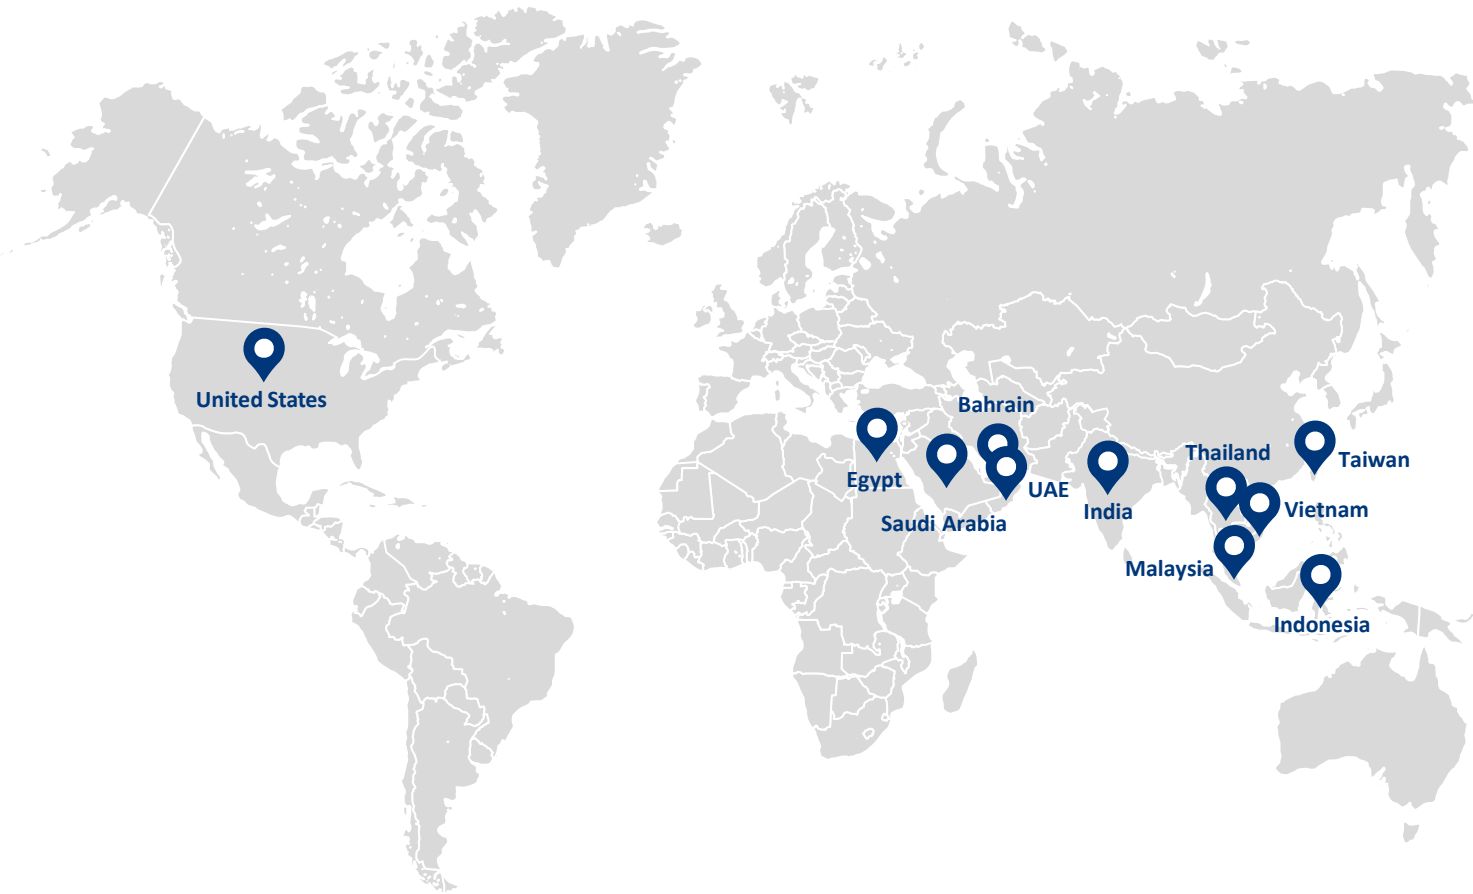 United States
Bahrain
Egypt
Saudi Arabia
UAE
India
Thailand
Taiwan
Vietnam
Malaysia
Indonesia